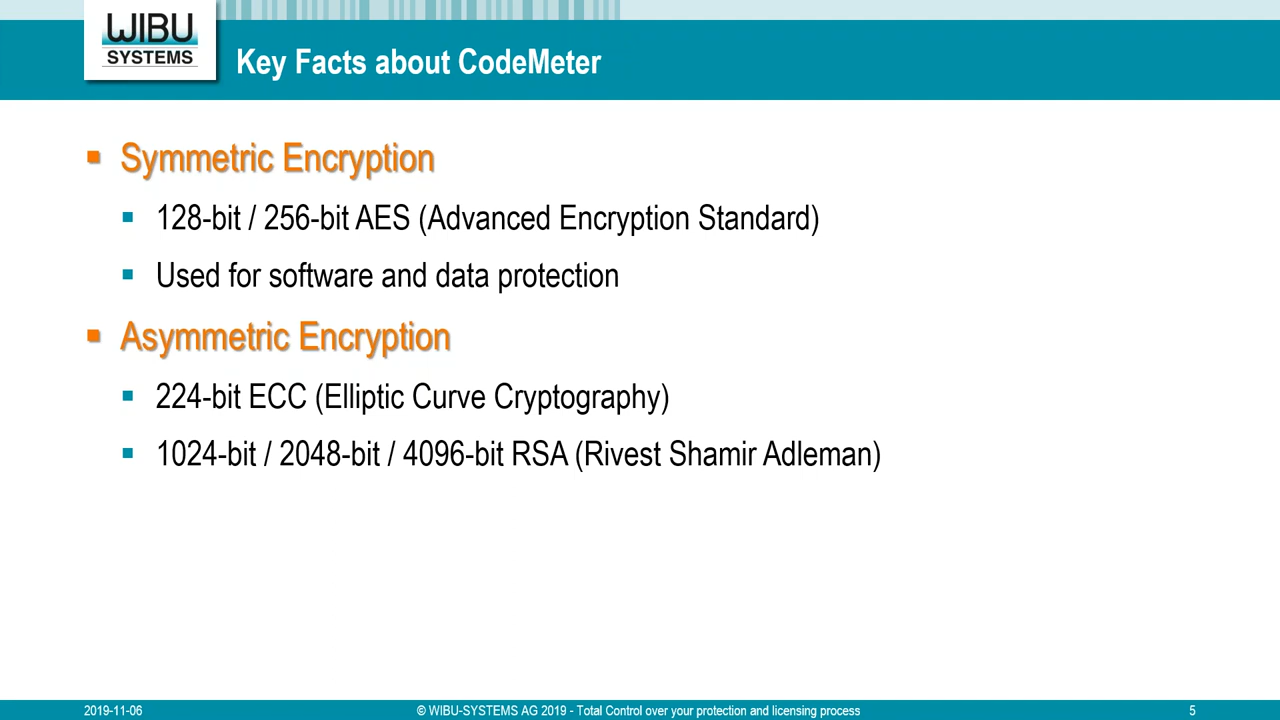 WIBU
SYSTEMS
Key Facts about CodeMeter
Symmetric Encryption
128-bit / 256-bit AES (Advanced Encryption Standard)
Used for software and data protection
Asymmetric Encryption
224-bit ECC (Elliptic Curve Cryptography)
1024-bit / 2048-bit / 4096-bit RSA (Rivest Shamir Adleman)
2019-11-06
© WIBU-SYSTEMS AG 2019 - Total Control over your protection and licensing process
5